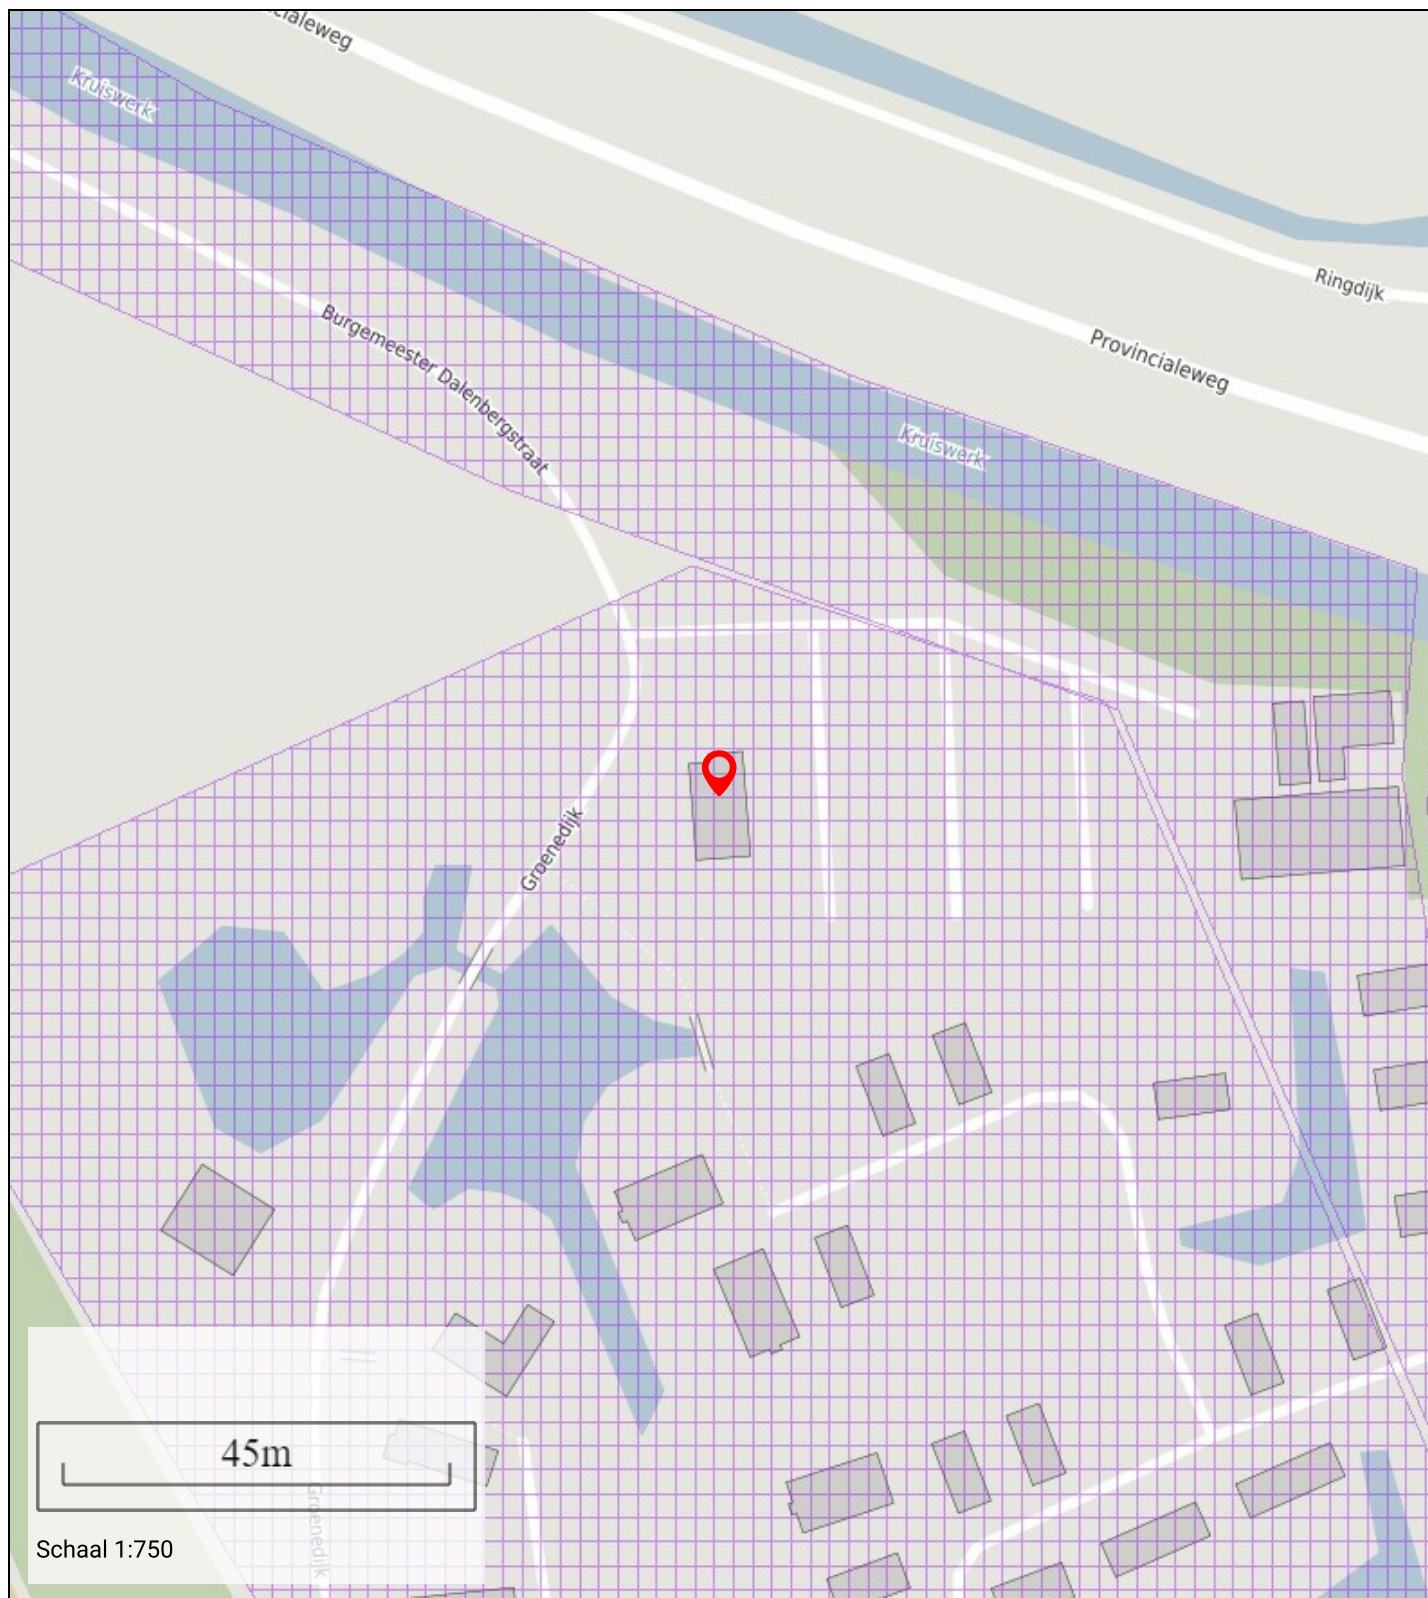 cialeweg
Kruiswerk
Ringdijk
Provincialeweg
Burgemeester Dalenbergstraat
Kruiswerk
Groenedijk
45m
Groenedijk
Schaal 1:750